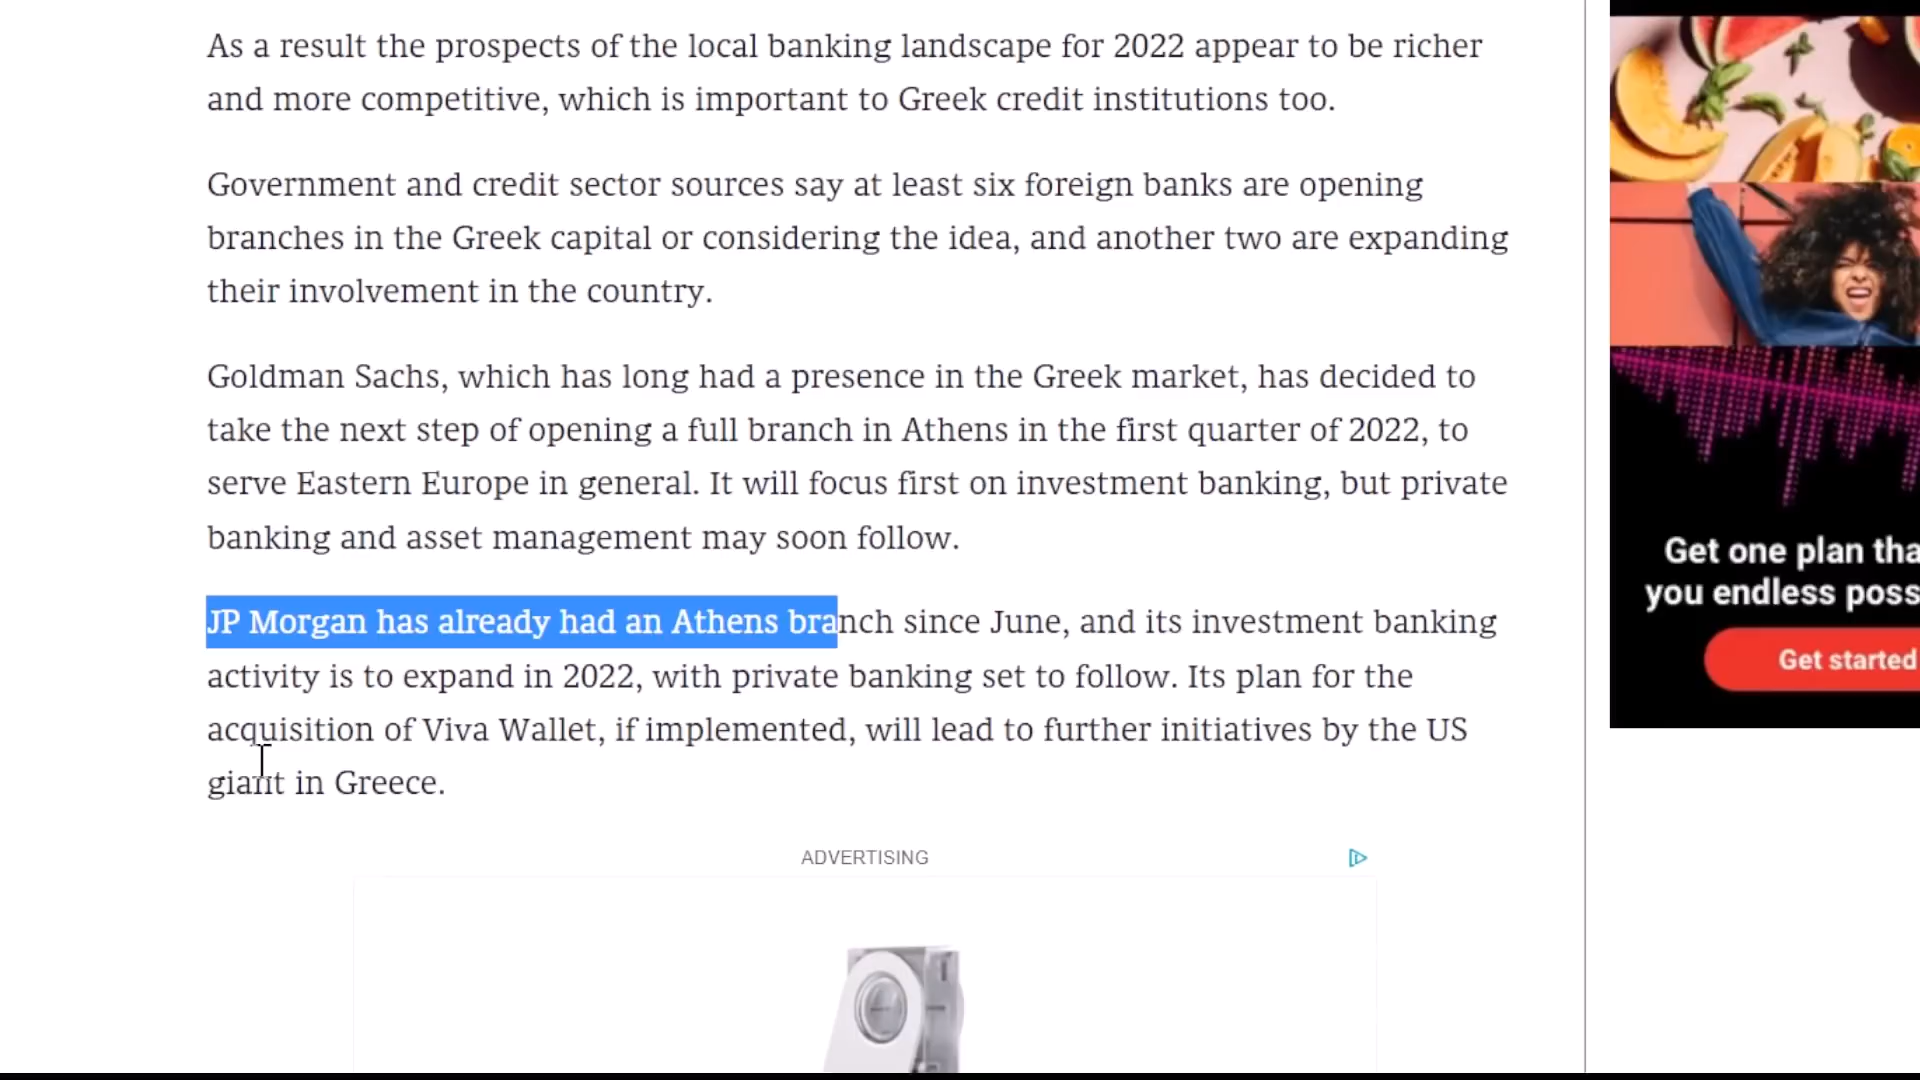 As a result the prospects of the local banking landscape for 2022 appear to be richer
and more competitive, which is important to Greek credit institutions too.
Government and credit sector sources say at least six foreign banks are opening
branches in the Greek capital or considering the idea, and another two are expanding
their involvement in the country.
Goldman Sachs, which has long had a presence in the Greek market, has decided to
take the next step of opening a full branch in Athens in the first quarter of 2022, to
serve Eastern Europe in general. It will focus first on investment banking, but private
banking and asset management may soon follow.
JP Morgan has already had an Athens branch since June, and its investment banking
activity is to expand in 2022, with private banking set to follow. Its plan for the
acquisition of Viva Wallet, if implemented, will lead to further initiatives by the US
giant in Greece.
ADVERTISING
Get one plan tha
you endless poss
Get started